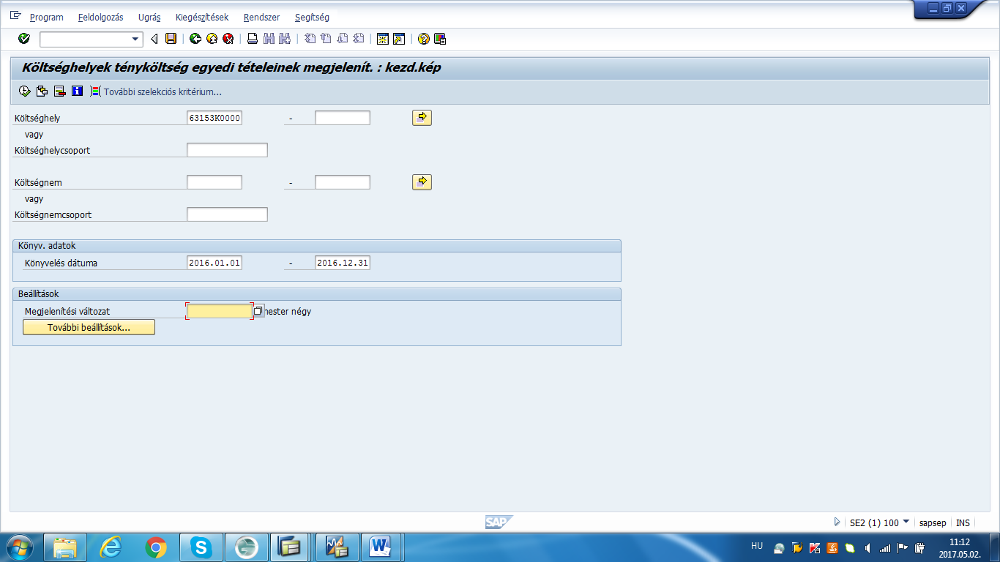 Program Feldolgozás Ugrás Kiegészítések Rendszer Segítség
Költséghelyek tényköltség egyedi tételeinek megjelenít. : kezd.kép
További szelekciós kritérium...
Költséghely 63153K0000 -
vagy
Költséghelycsoport
Költségnem -
vagy
Költségnemcsoport
Könyv. adatok
Könyvelés dátuma 2016.01.01 - 2016.12.31
Beállítások
Megjelenítési változat mester négy
További beállítások...
SAP
SE2 (1) 100 sapsep INS
HU
11:12
2017.05.02.